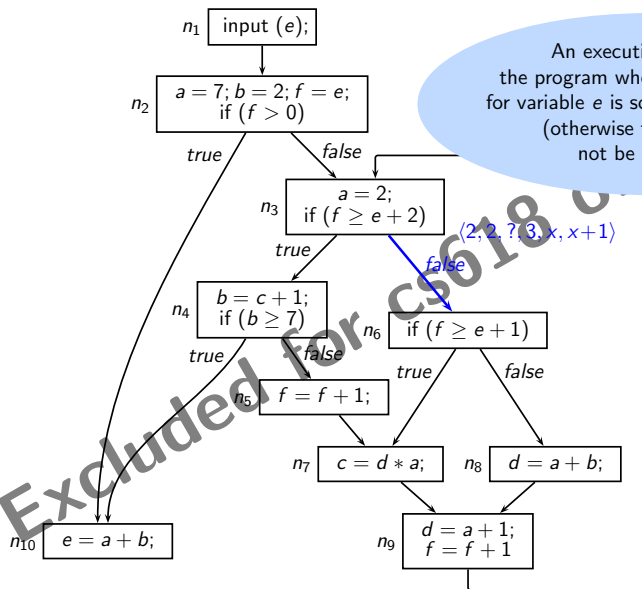 n1 input (e);
An executi
n2 a = 7; b = 2; f = e;
if (f > 0)
the program whe
for variable e is so
(otherwise
not be
true false
n3 a = 2;
if (f ≥ e + 2)
⟨2, 2, ?, 3, x, x+1⟩
true false
n4 b = c + 1;
if (b ≥ 7)
n6 if (f ≥ e + 1)
true false
true false
n5 f = f + 1;
n7 c = d * a;
n8 d = a + b;
n9 d = a + 1;
f = f + 1
n10 e = a + b;
Excluded for cs618